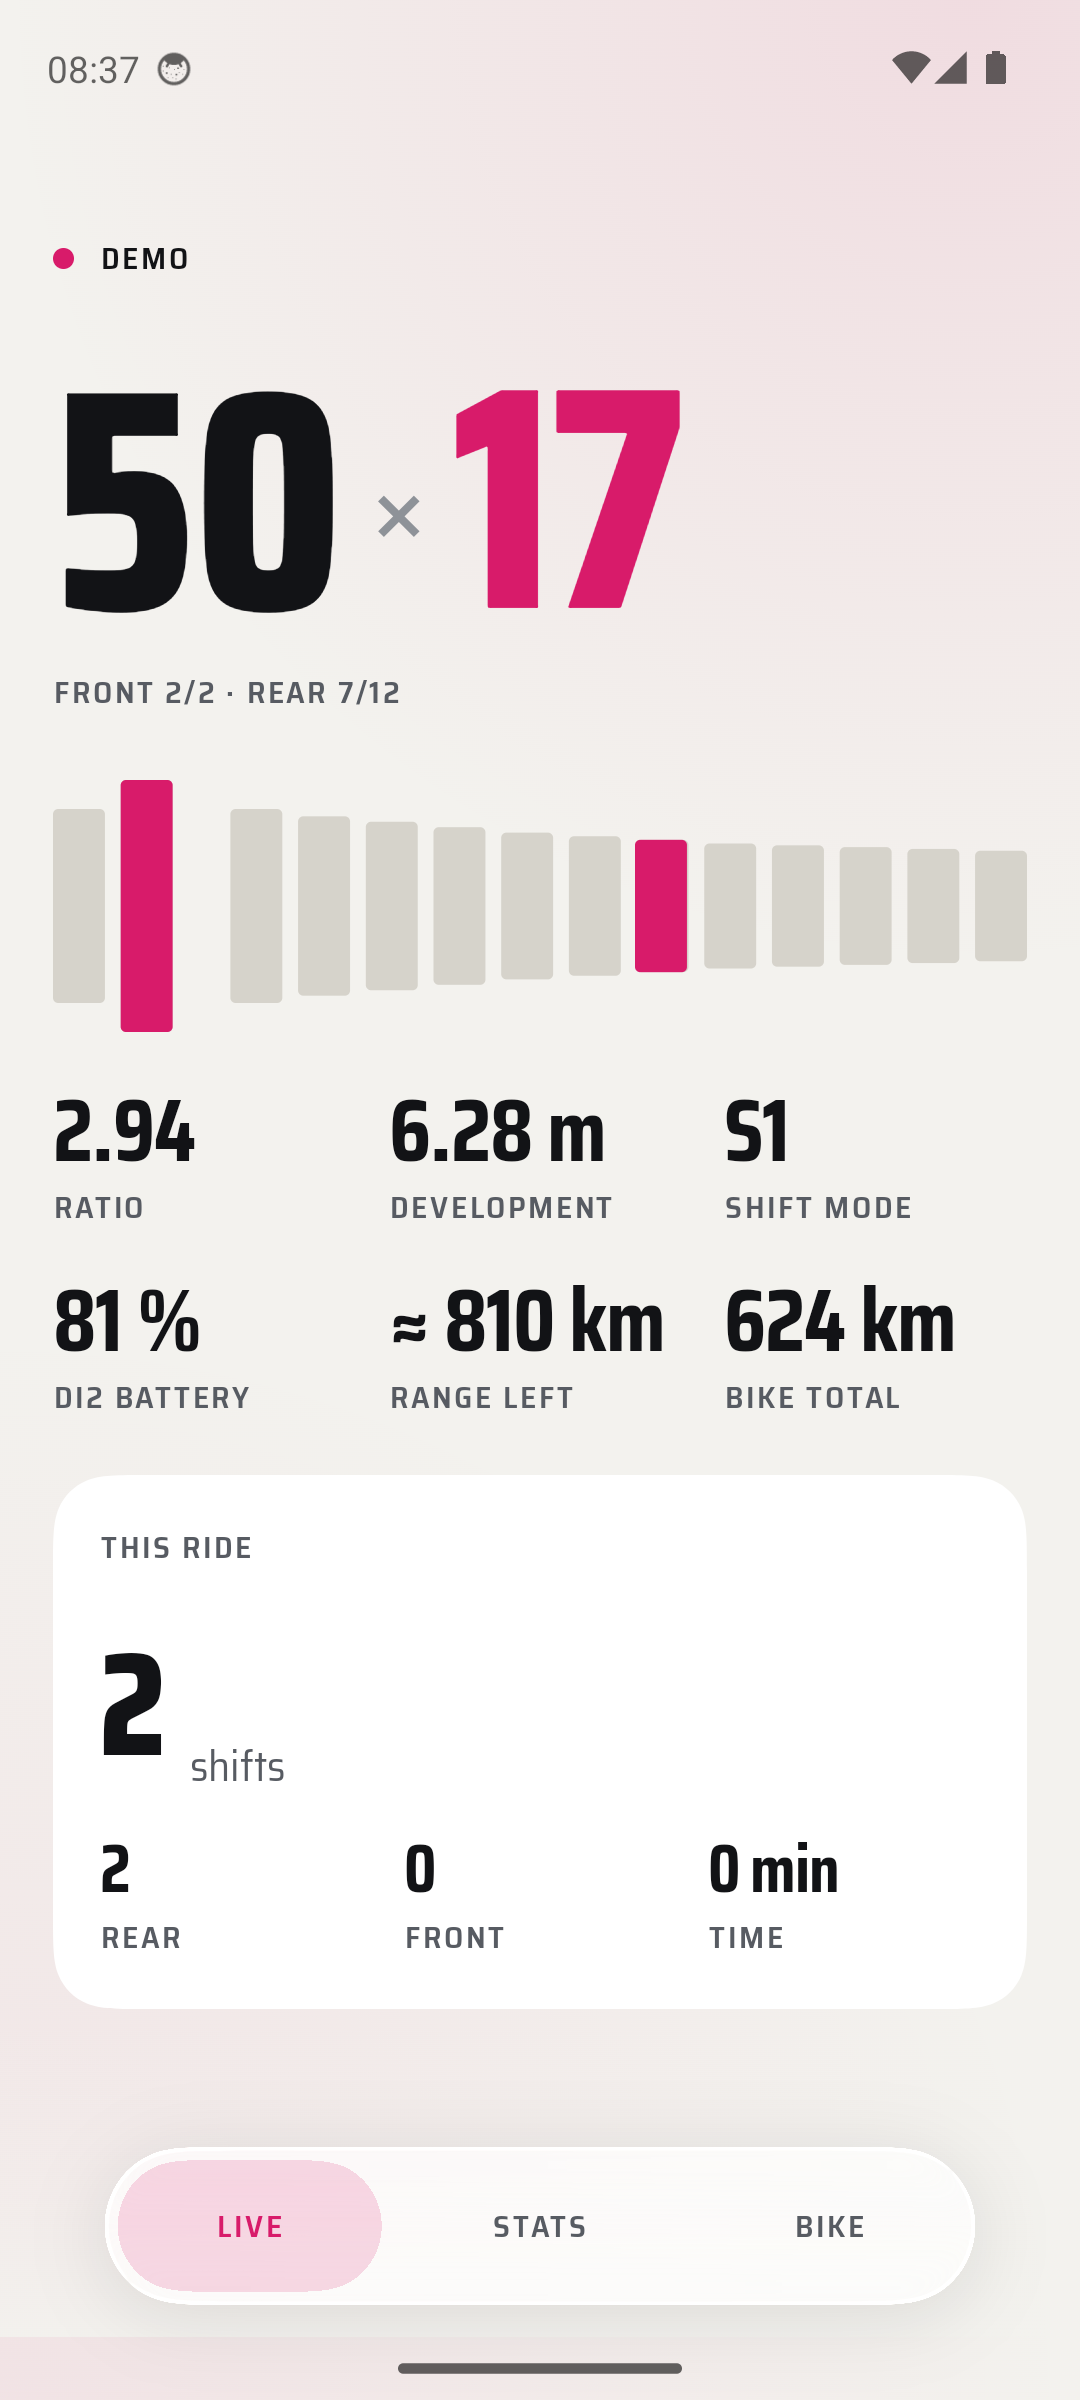 08:37
DEMO
50 × 17
FRONT 2/2 · REAR 7/12
2.94 6.28 m S1
RATIO DEVELOPMENT SHIFT MODE
81 % ≈ 810 km 624 km
DI2 BATTERY RANGE LEFT BIKE TOTAL
THIS RIDE
2 shifts
2 0 0 min
REAR FRONT TIME
LIVE STATS BIKE